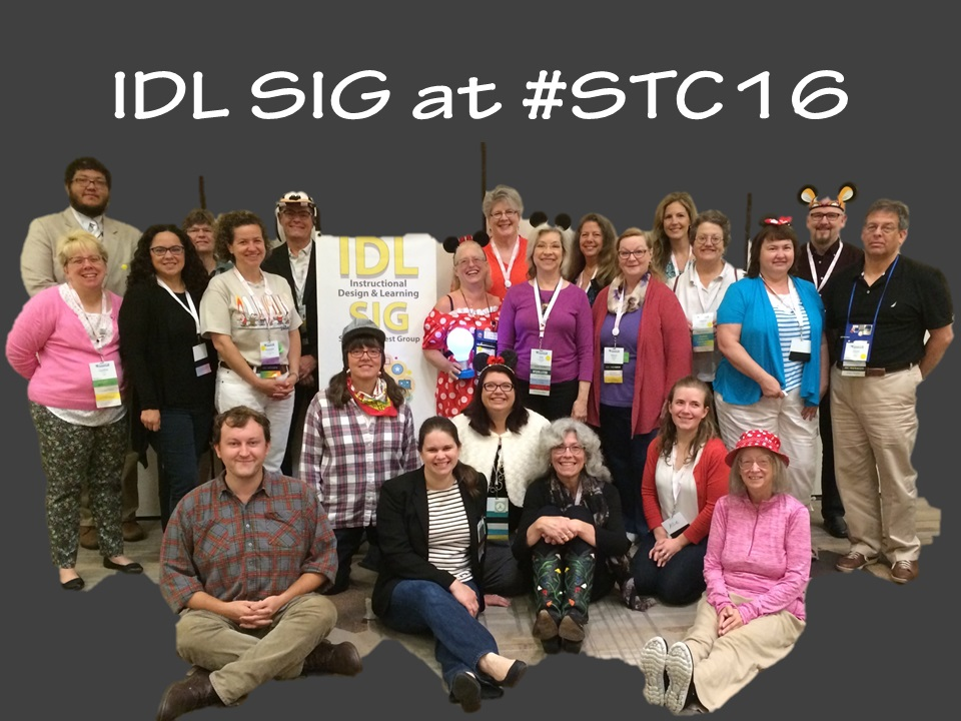 IDL SIG at #STC16
IDL
Instructional
Design & Learning
SIG